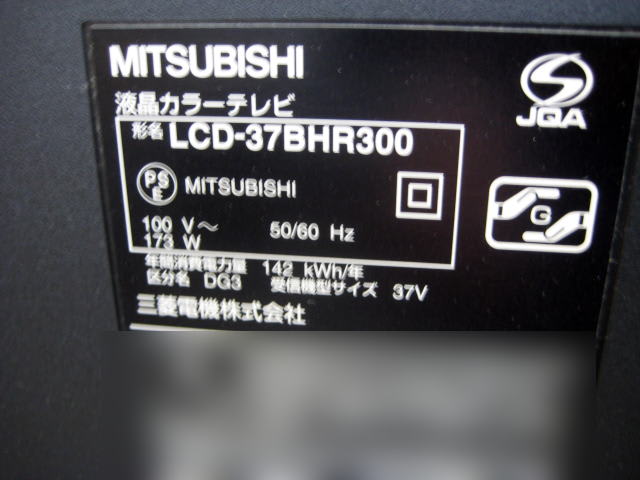 MITSUBISHI
液晶カラーテレビ
JQA
形名 LCD-37BHR300
PS E MITSUBISHI
G
100 V～ 50/60 Hz
173 W
年間消費電力量 142 kWh/年
区分名 DG3 受信機型サイズ 37V
三菱電機株式会社